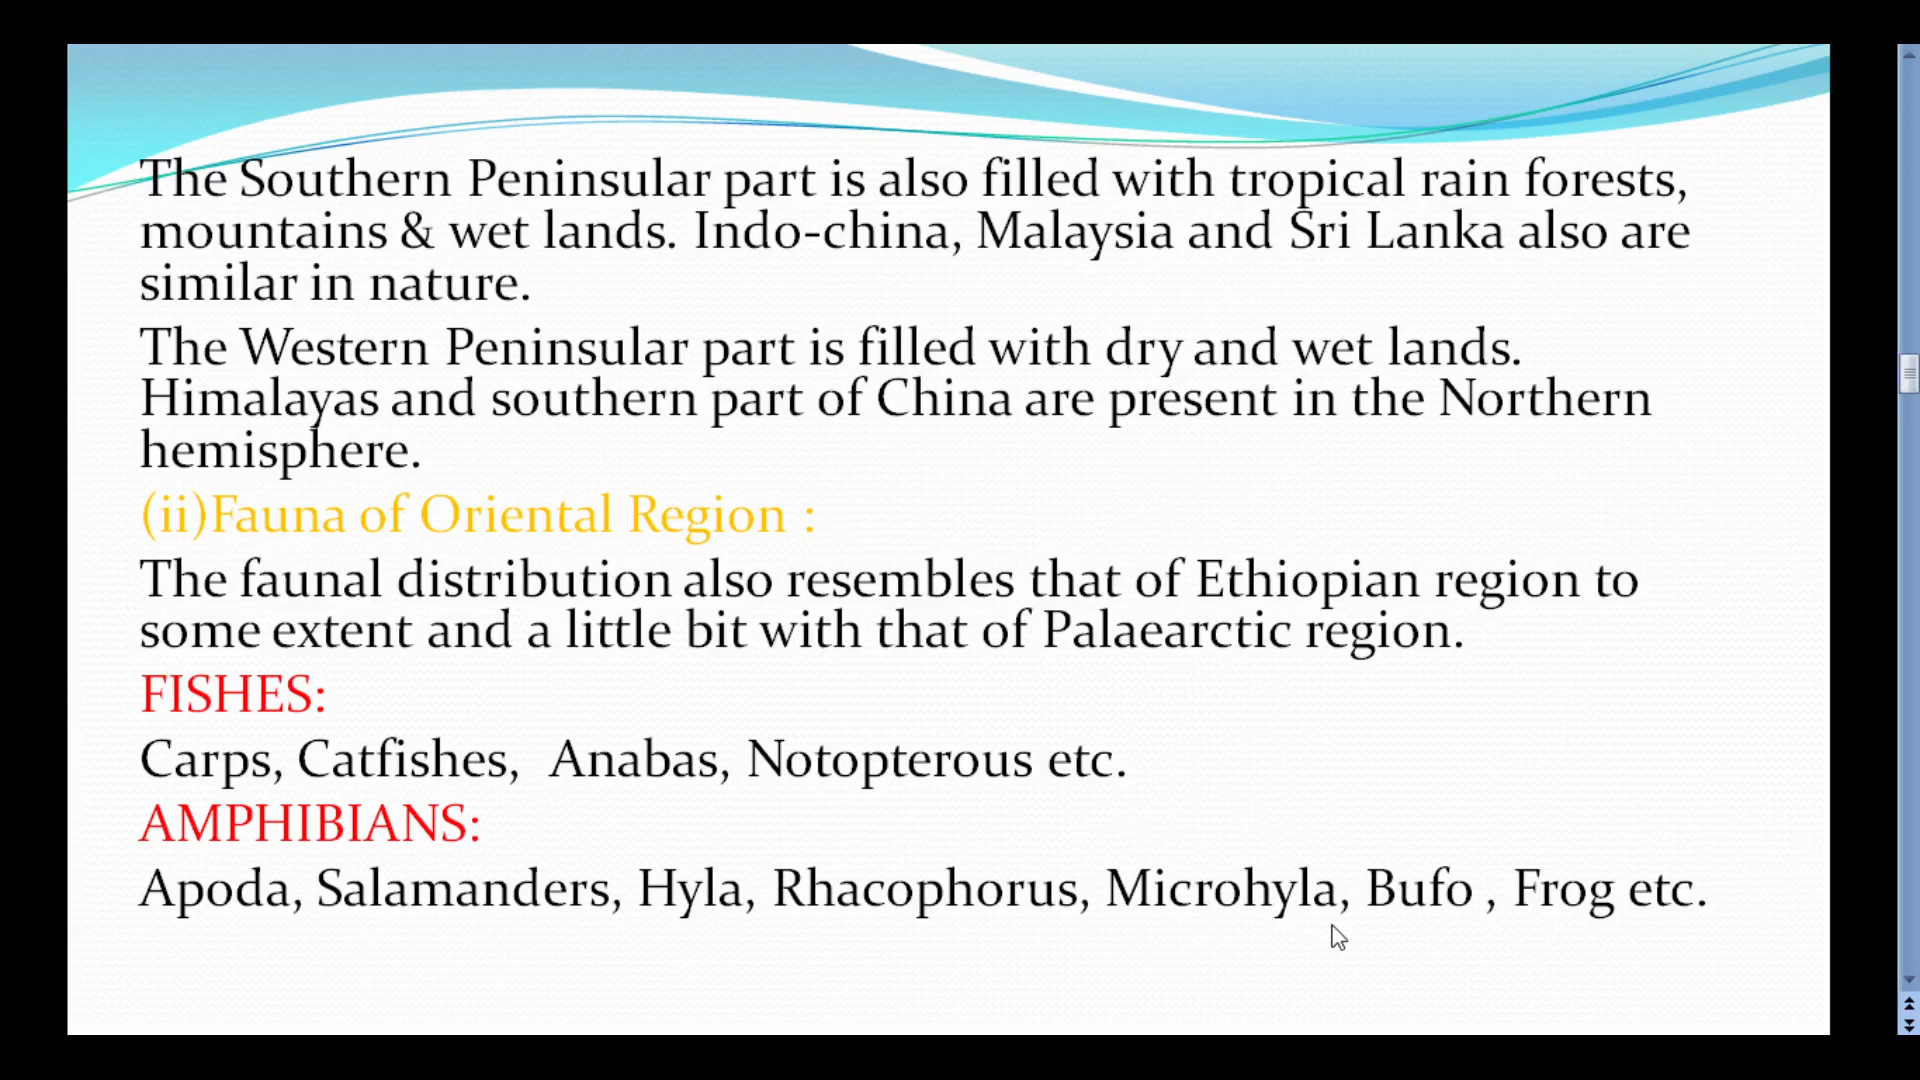 The Southern Peninsular part is also filled with tropical rain forests,
mountains & wet lands. Indo-china, Malaysia and Sri Lanka also are
similar in nature.
The Western Peninsular part is filled with dry and wet lands.
Himalayas and southern part of China are present in the Northern
hemisphere.
(ii)Fauna of Oriental Region :
The faunal distribution also resembles that of Ethiopian region to
some extent and a little bit with that of Palaearctic region.
FISHES:
Carps, Catfishes,  Anabas, Notopterous etc.
AMPHIBIANS:
Apoda, Salamanders, Hyla, Rhacophorus, Microhyla, Bufo , Frog etc.